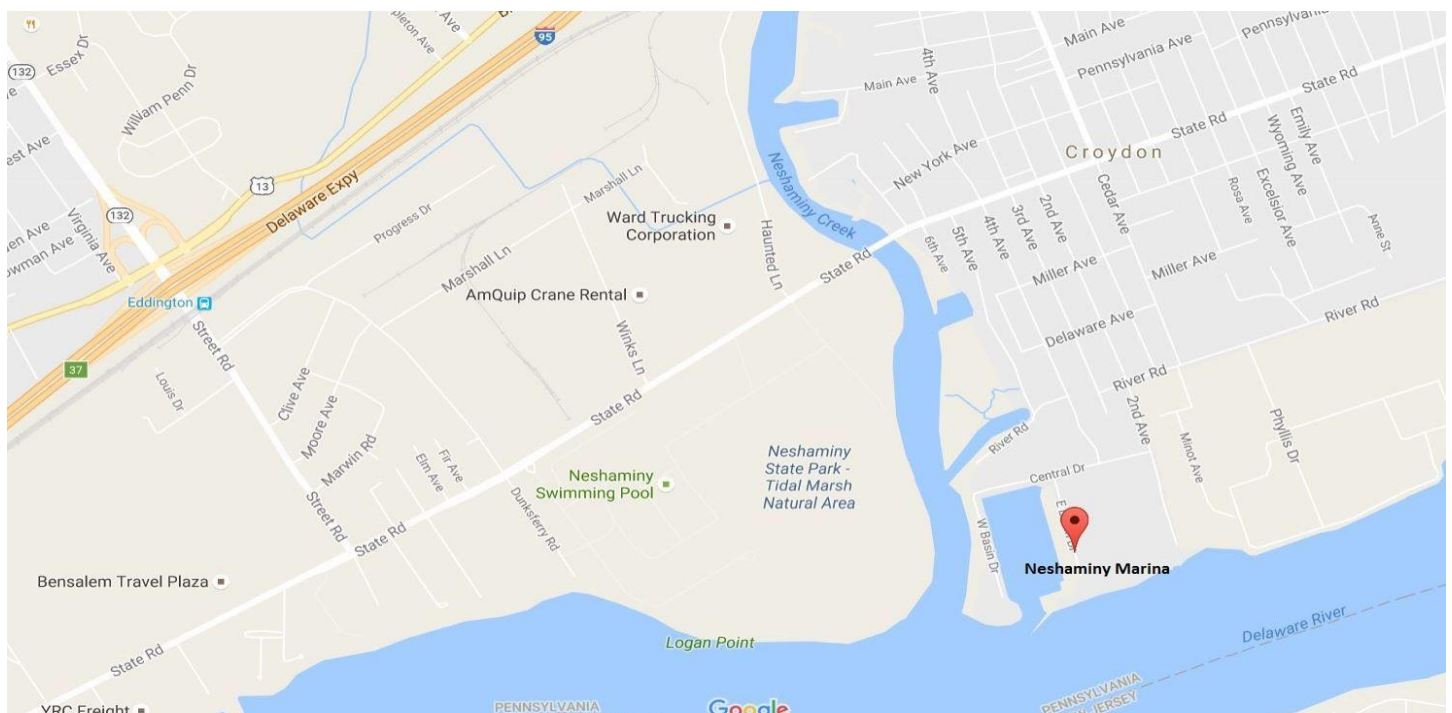 132
Essex Dr
William Penn Dr
95
Main Ave
Pennsylvania Ave
Pennsylvania
State Rd
4th Ave
Main Ave
New York Ave
State Rd
Croydon
Emily Ave
Wyoming Ave
Excelsior Ave
Rosa Ave
Anne St
Cedar Ave
2nd Ave
3rd Ave
4th Ave
5th Ave
6th Ave
Miller Ave
Miller Ave
Delaware Ave
River Rd
River Rd
2nd Ave
Minot Ave
Phyllis Dr
Neshaminy Creek
13
Delaware Expy
Progress Dr
Marshall Ln
Marshall Ln
Ward Trucking
Corporation
Haunted Ln
State Rd
AmQuip Crane Rental
Winks Ln
132
Virginia Ave
Eddington
Street Rd
37
Louis Dr
Clive Ave
Moore Ave
Marwin Rd
Fir Ave
Elm Ave
State Rd
Neshaminy
Swimming Pool
Dunksferry Rd
Neshaminy
State Park -
Tidal Marsh
Natural Area
River Rd
Central Dr
W Basin Dr
Neshaminy Marina
Street Rd
State Rd
Bensalem Travel Plaza
State Rd
YRC Freight
Logan Point
Delaware River
PENNSYLVANIA
Google
PENNSYLVANIA
JERSEY